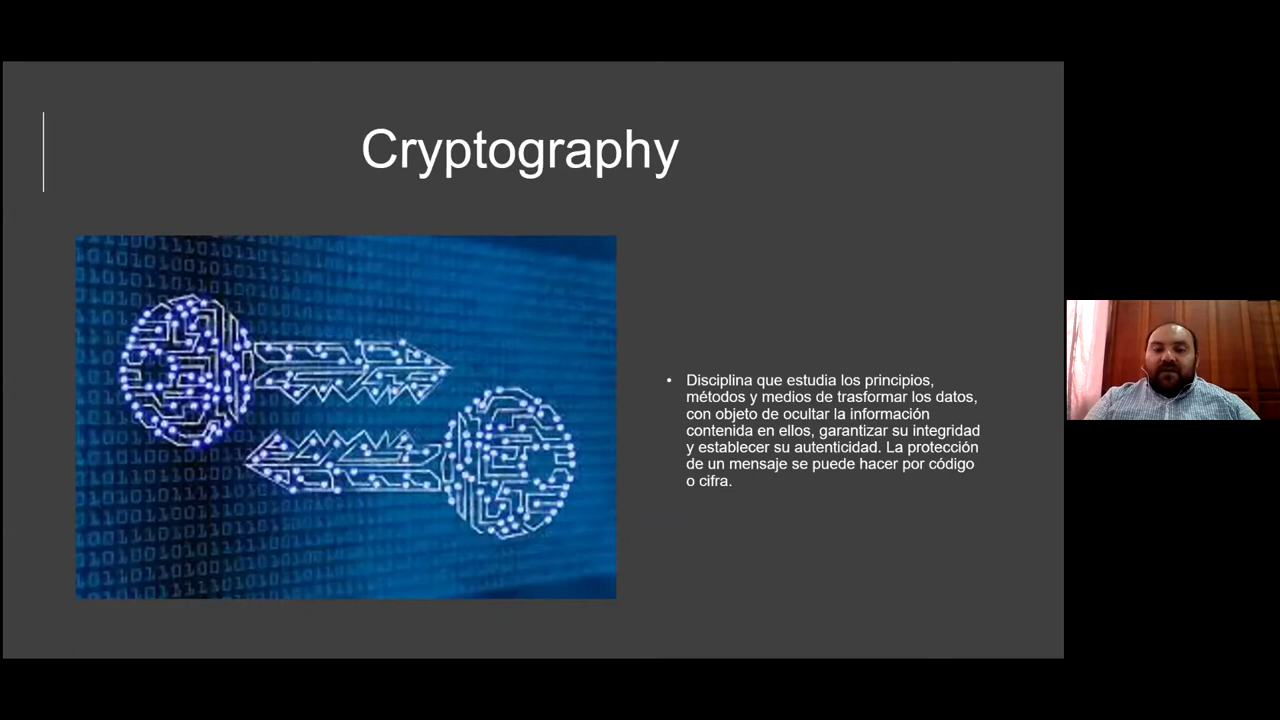 Cryptography
• Disciplina que estudia los principios,
métodos y medios de trasformar los datos,
con objeto de ocultar la información
contenida en ellos, garantizar su integridad
y establecer su autenticidad. La protección
de un mensaje se puede hacer por código
o cifra.